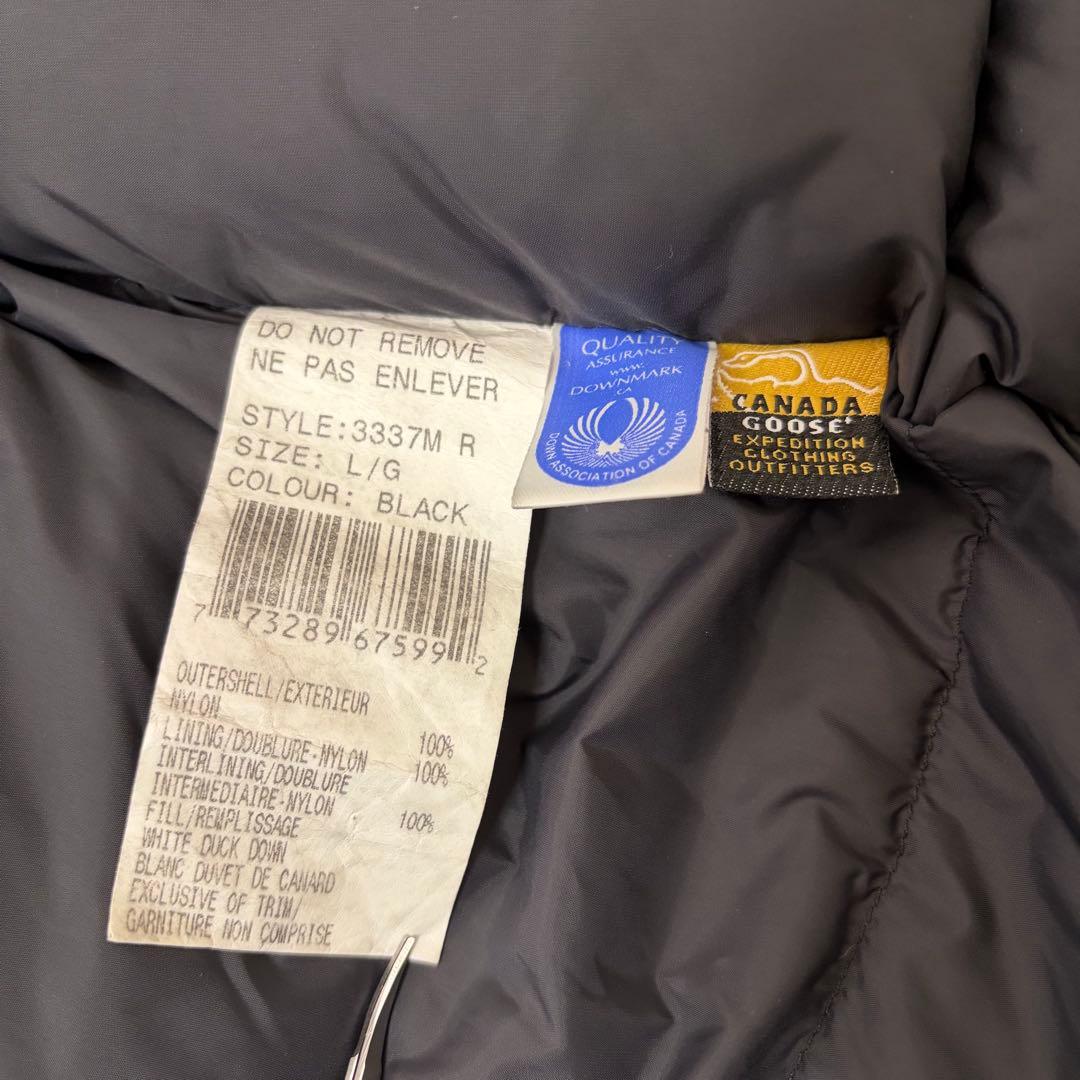 DO NOT REMOVE
NE PAS ENLEVER
STYLE:3337M R
SIZE: L/G
COLOUR: BLACK
7 73289 67599 2
OUTERSHELL/EXTERIEUR
NYLON 100%
LINING/DOUBLURE-NYLON 100%
INTERLINING/DOUBLURE
INTERMEDIAIRE-NYLON 100%
FILL/REMPLISSAGE
WHITE DUCK DOWN
BLANC DUVET DE CANARD
EXCLUSIVE OF TRIM/
GARNITURE NON COMPRISE
QUALITY
ASSURANCE
www.
DOWNMARK
.CA
DOWN ASSOCIATION OF CANADA
CANADA
GOOSE
EXPEDITION
CLOTHING
OUTFITTERS